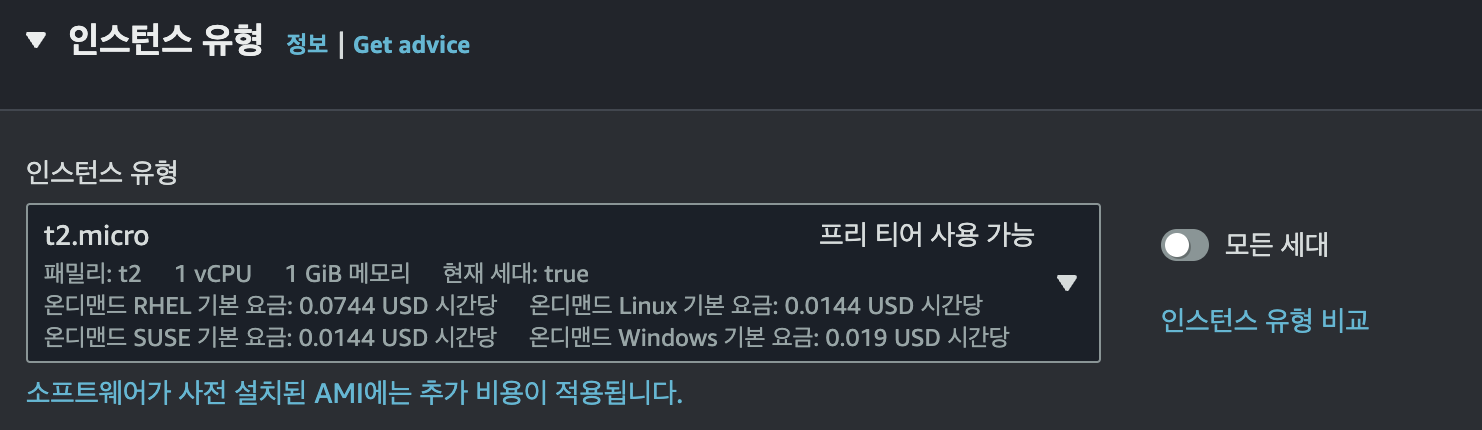 인스턴스 유형 정보 | Get advice
인스턴스 유형
t2.micro 프리 티어 사용 가능
패밀리: t2 1 vCPU 1 GiB 메모리 현재 세대: true
온디맨드 RHEL 기본 요금: 0.0744 USD 시간당 온디맨드 Linux 기본 요금: 0.0144 USD 시간당
온디맨드 SUSE 기본 요금: 0.0144 USD 시간당 온디맨드 Windows 기본 요금: 0.019 USD 시간당
모든 세대
인스턴스 유형 비교
소프트웨어가 사전 설치된 AMI에는 추가 비용이 적용됩니다.